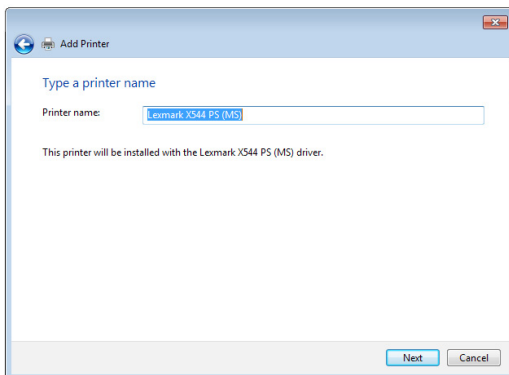 Add Printer
Type a printer name
Printer name: Lexmark X544 PS (MS)
This printer will be installed with the Lexmark X544 PS (MS) driver.
Next Cancel